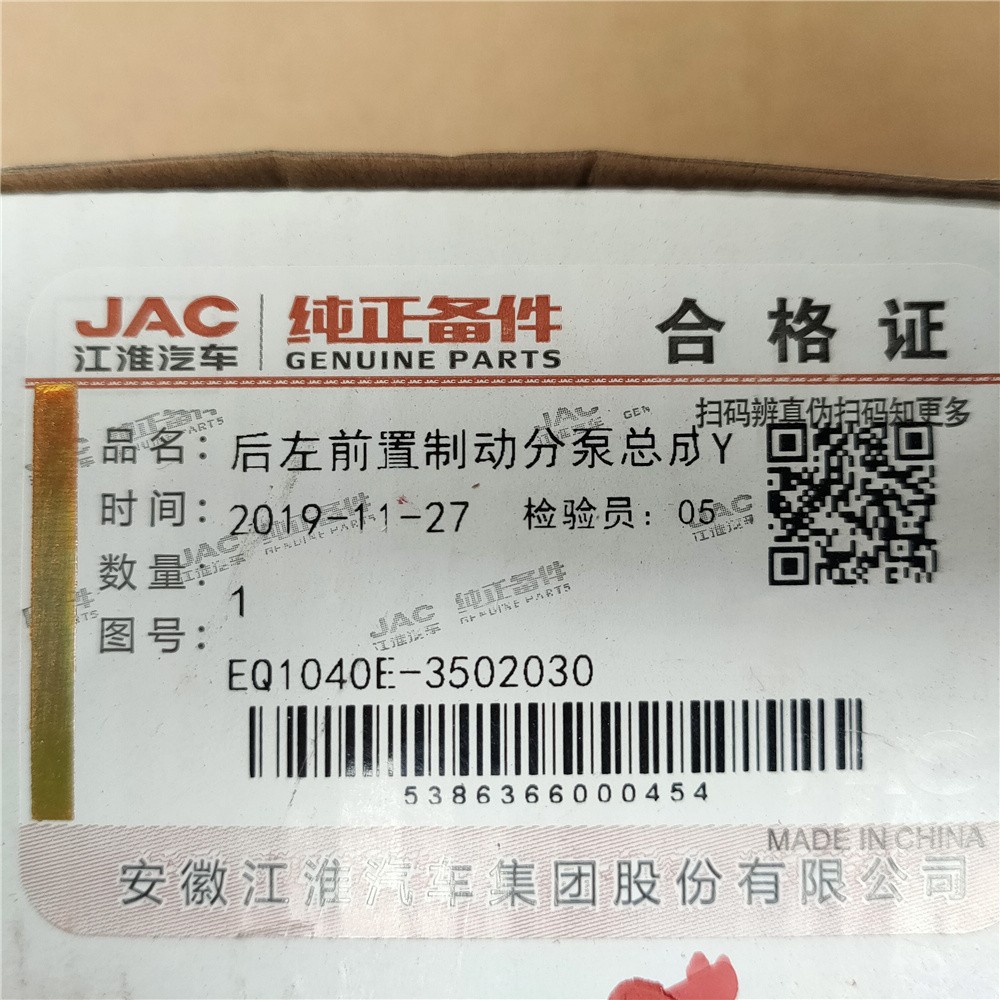 JAC 纯正备件 合格证
江淮汽车 GENUINE PARTS
扫码辨真伪扫码知更多
品名：后左前置制动分泵总成Y
时间：2019-11-27 检验员：05
数量：1
图号：EQ1040E-3502030
5386366000454
MADE IN CHINA
安徽江淮汽车集团股份有限公司